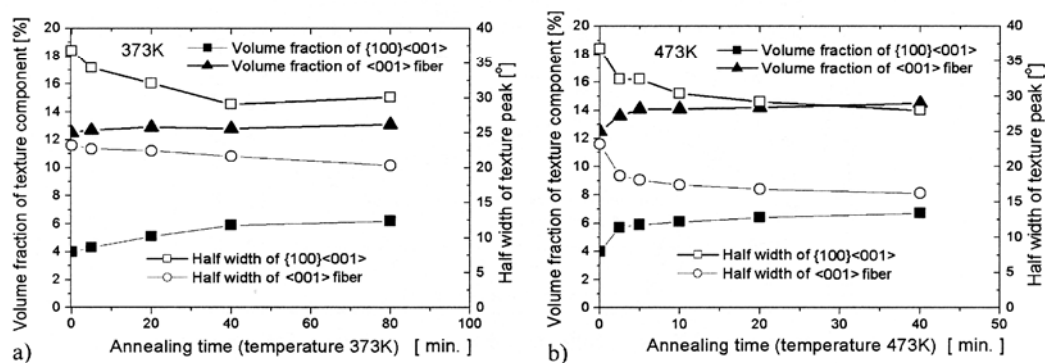 373K
Volume fraction of {100}<001>
Volume fraction of <001> fiber
Half width of {100}<001>
Half width of <001> fiber
Volume fraction of texture component [%]
20
18
16
14
12
10
8
6
4
2
0
40
35
30
25
20
15
10
5
0
Half width of texture peak [°]
0 20 40 60 80 100
a) Annealing time (temperature 373K) [ min.]
473K
Volume fraction of {100}<001>
Volume fraction of <001> fiber
Half width of {100}<001>
Half width of <001> fiber
Volume fraction of texture component [%]
20
18
16
14
12
10
8
6
4
2
0
40
35
30
25
20
15
10
5
0
Half width of texture peak [°]
0 10 20 30 40 50
b) Annealing time (temperature 473K) [ min.]